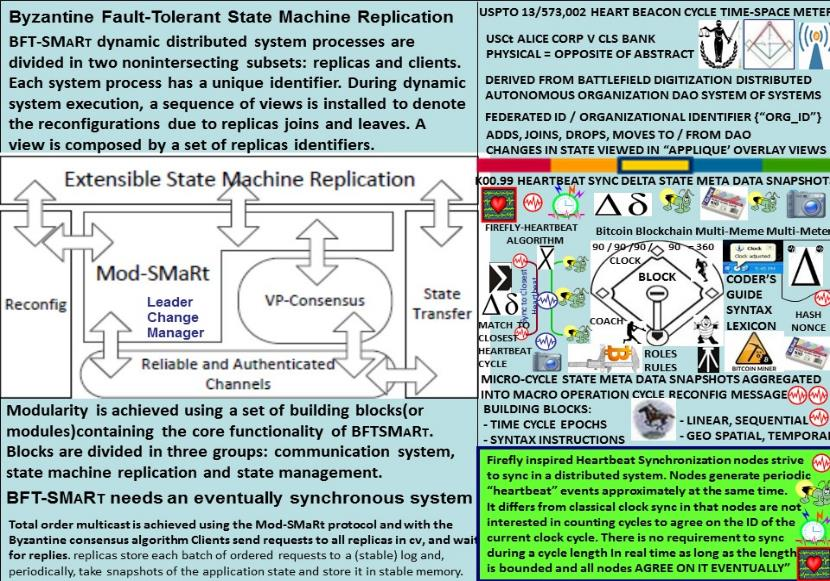 Byzantine Fault-Tolerant State Machine Replication
BFT-SMART dynamic distributed system processes are
divided in two nonintersecting subsets: replicas and clients.
Each system process has a unique identifier. During dynamic
system execution, a sequence of views is installed to denote
the reconfigurations due to replicas joins and leaves. A
view is composed by a set of replicas identifiers.
Extensible State Machine Replication
Mod-SMaRt
Reconfig
Leader
Change
Manager
VP-Consensus
State
Transfer
Reliable and Authenticated
Channels
Modularity is achieved using a set of building blocks(or
modules)containing the core functionality of BFTSMART.
Blocks are divided in three groups: communication system,
state machine replication and state management.
BFT-SMART needs an eventually synchronous system
Total order multicast is achieved using the Mod-SMaRt protocol and with the
Byzantine consensus algorithm Clients send requests to all replicas in cv, and wait
for replies. replicas store each batch of ordered requests to a (stable) log and,
periodically, take snapshots of the application state and store it in stable memory.
USPTO 13/573,002 HEART BEACON CYCLE TIME-SPACE METER
USCt ALICE CORP V CLS BANK
PHYSICAL = OPPOSITE OF ABSTRACT
DERIVED FROM BATTLEFIELD DIGITIZATION DISTRIBUTED
AUTONOMOUS ORGANIZATION DAO SYSTEM OF SYSTEMS
FEDERATED ID / ORGANIZATIONAL IDENTIFIER {"ORG_ID"}
ADDS, JOINS, DROPS, MOVES TO / FROM DAO
CHANGES IN STATE VIEWED IN "APPLIQUE' OVERLAY VIEWS
K00.99 HEARTBEAT SYNC DELTA STATE META DATA SNAPSHOTS
Δ δ
FIREFLY-HEARTBEAT
ALGORITHM
Bitcoin Blockchain Multi-Meme Multi-Meter
90 / 90 /90 / 90 = 360
CLOCK
BLOCK
COACH
Clock
Clock adjusted
CODER'S
GUIDE
SYNTAX
LEXICON
Δ
HASH
NONCE
Σ
Δδ
Sync to Closest
Heartbeat
MATCH TO
CLOSEST
HEARTBEAT
CYCLE
ROLES
RULES
BITCOIN MINER
MICRO-CYCLE STATE META DATA SNAPSHOTS AGGREGATED
INTO MACRO OPERATION CYCLE RECONFIG MESSAGE
BUILDING BLOCKS:
- TIME CYCLE EPOCHS
- SYNTAX INSTRUCTIONS
- LINEAR, SEQUENTIAL
- GEO SPATIAL, TEMPORAL
Firefly inspired Heartbeat Synchronization nodes strive
to sync in a distributed system. Nodes generate periodic
"heartbeat" events approximately at the same time.
It differs from classical clock sync in that nodes are not
interested in counting cycles to agree on the ID of the
current clock cycle. There is no requirement to sync
during a cycle length In real time as long as the length
is bounded and all nodes AGREE ON IT EVENTUALLY"